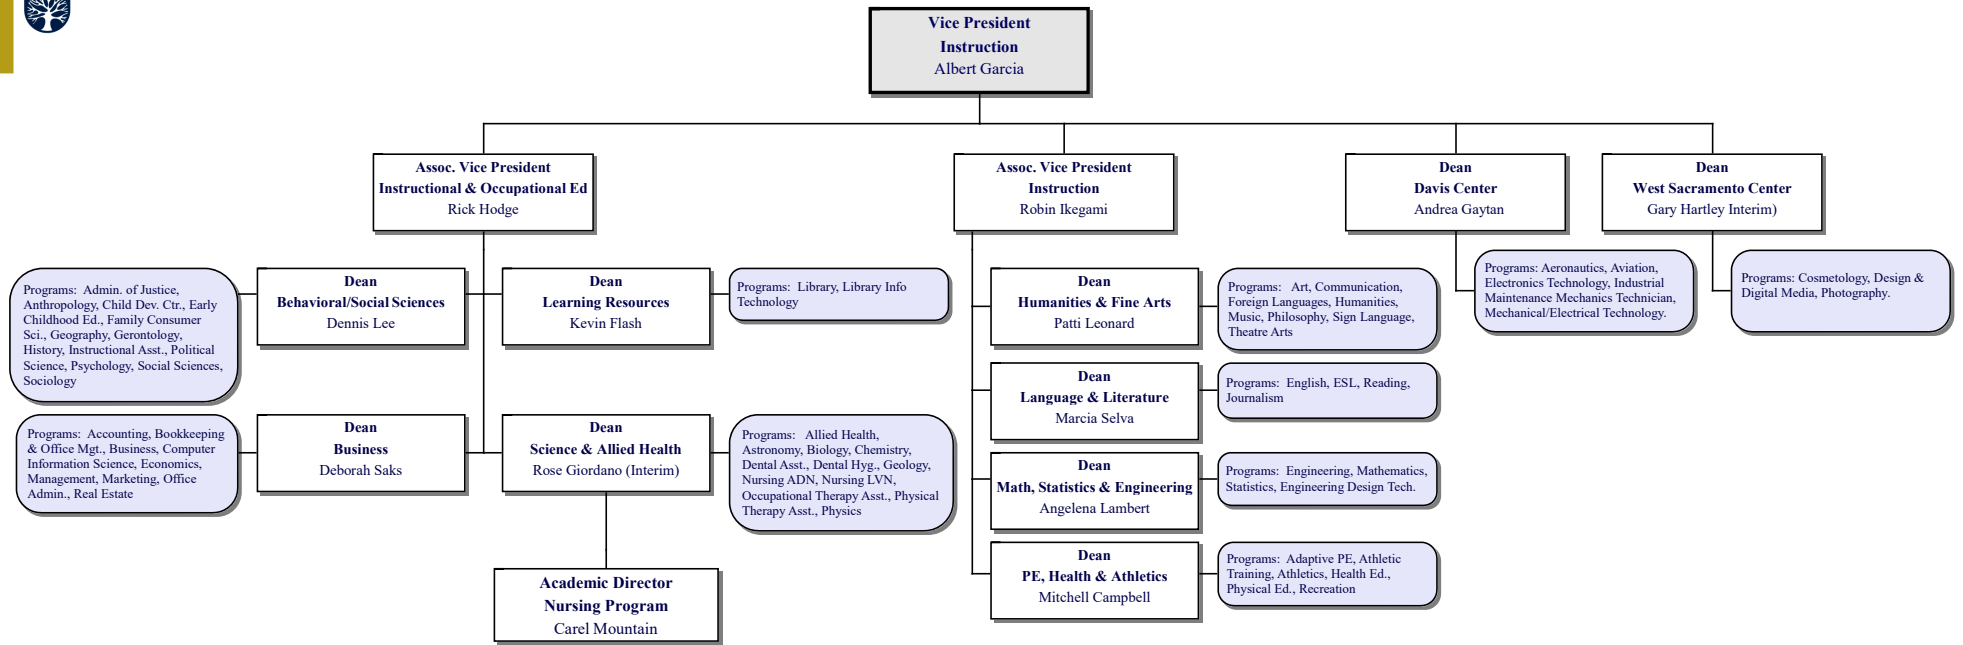 Vice President
Instruction
Albert Garcia
Assoc. Vice President
Instructional & Occupational Ed
Rick Hodge
Assoc. Vice President
Instruction
Robin Ikegami
Dean
Davis Center
Andrea Gaytan
Dean
West Sacramento Center
Gary Hartley Interim)
Programs: Admin. of Justice,
Anthropology, Child Dev. Ctr., Early
Childhood Ed., Family Consumer
Sci., Geography, Gerontology,
History, Instructional Asst., Political
Science, Psychology, Social Sciences,
Sociology
Dean
Behavioral/Social Sciences
Dennis Lee
Dean
Learning Resources
Kevin Flash
Programs: Library, Library Info
Technology
Dean
Humanities & Fine Arts
Patti Leonard
Programs: Art, Communication,
Foreign Languages, Humanities,
Music, Philosophy, Sign Language,
Theatre Arts
Programs: Aeronautics, Aviation,
Electronics Technology, Industrial
Maintenance Mechanics Technician,
Mechanical/Electrical Technology.
Programs: Cosmetology, Design &
Digital Media, Photography.
Dean
Language & Literature
Marcia Selva
Programs: English, ESL, Reading,
Journalism
Programs: Accounting, Bookkeeping
& Office Mgt., Business, Computer
Information Science, Economics,
Management, Marketing, Office
Admin., Real Estate
Dean
Business
Deborah Saks
Dean
Science & Allied Health
Rose Giordano (Interim)
Programs: Allied Health,
Astronomy, Biology, Chemistry,
Dental Asst., Dental Hyg., Geology,
Nursing ADN, Nursing LVN,
Occupational Therapy Asst., Physical
Therapy Asst., Physics
Dean
Math, Statistics & Engineering
Angelena Lambert
Programs: Engineering, Mathematics,
Statistics, Engineering Design Tech.
Dean
PE, Health & Athletics
Mitchell Campbell
Programs: Adaptive PE, Athletic
Training, Athletics, Health Ed.,
Physical Ed., Recreation
Academic Director
Nursing Program
Carel Mountain